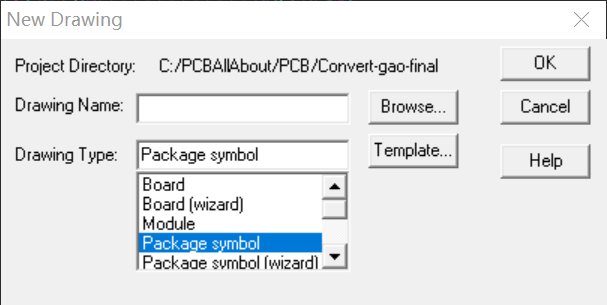 New Drawing
Project Directory: C:/PCBAllAbout/PCB/Convert-gao-final
OK
Drawing Name:
Browse...
Cancel
Drawing Type: Package symbol
Template...
Help
Board
Board (wizard)
Module
Package symbol
Package symbol (wizard)